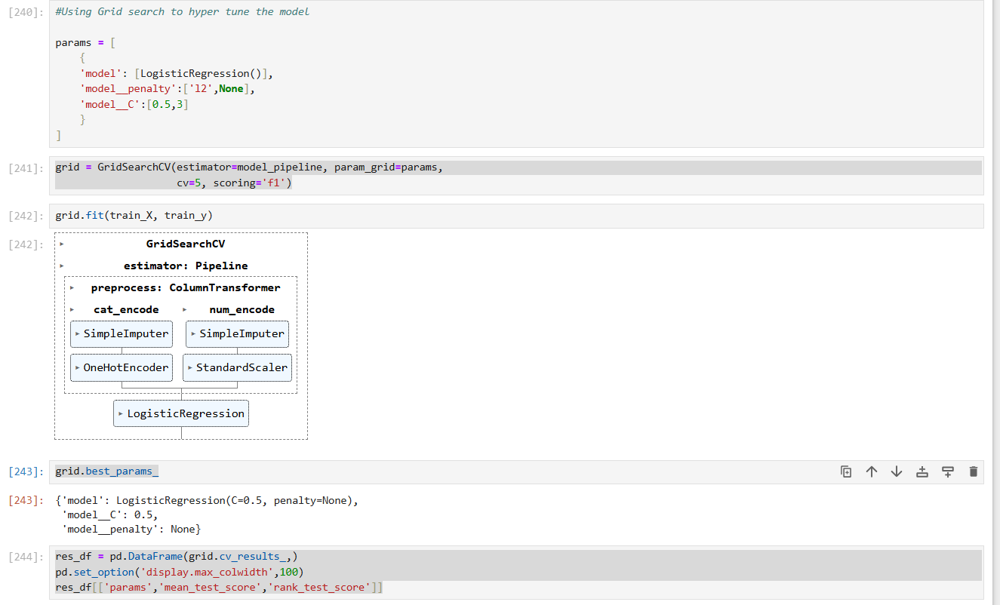 [240]: #Using Grid search to hyper tune the model
params = [
{
'model': [LogisticRegression()],
'model__penalty':['l2',None],
'model__C':[0.5,3]
}
]
[241]: grid = GridSearchCV(estimator=model_pipeline, param_grid=params,
cv=5, scoring='f1')
[242]: grid.fit(train_X, train_y)
[242]: ▸ GridSearchCV
▸ estimator: Pipeline
▸ preprocess: ColumnTransformer
▸ cat_encode ▸ num_encode
▸ SimpleImputer ▸ SimpleImputer
▸ OneHotEncoder ▸ StandardScaler
▸ LogisticRegression
[243]: grid.best_params_
[243]: {'model': LogisticRegression(C=0.5, penalty=None),
'model__C': 0.5,
'model__penalty': None}
[244]: res_df = pd.DataFrame(grid.cv_results_,)
pd.set_option('display.max_colwidth',100)
res_df[['params','mean_test_score','rank_test_score']]